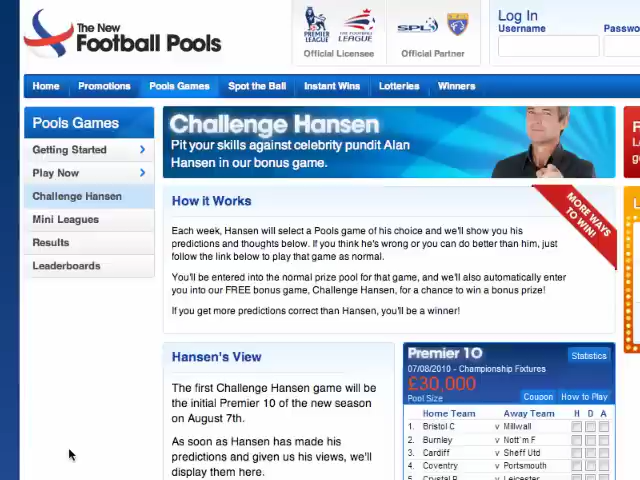 The New
Football Pools
PREMIER LEAGUE
THE FOOTBALL LEAGUE
Official Licensee
SPL
Official Partner
Log In
Username
Passwo
Home
Promotions
Pools Games
Spot the Ball
Instant Wins
Lotteries
Winners
Pools Games
Getting Started
Play Now
Challenge Hansen
Mini Leagues
Results
Leaderboards
Challenge Hansen
Pit your skills against celebrity pundit Alan
Hansen in our bonus game.
How it Works
MORE WAYS
TO WIN!
Each week, Hansen will select a Pools game of his choice and we'll show you his
predictions and thoughts below. If you think he's wrong or you can do better than him, just
follow the link below to play that game as normal.
You'll be entered into the normal prize pool for that game, and we'll also automatically enter
you into our FREE bonus game, Challenge Hansen, for a chance to win a bonus prize!
If you get more predictions correct than Hansen, you'll be a winner!
Hansen's View
The first Challenge Hansen game will be
the initial Premier 10 of the new season
on August 7th.
As soon as Hansen has made his
predictions and given us his views, we'll
display them here.
Premier 10
Statistics
07/08/2010 - Championship Fixtures
£30,000
Pool Size
Coupon
How to Play
Home Team Away Team H D A
1. Bristol C v Millwall
2. Burnley v Nott'm F
3. Cardiff v Sheff Utd
4. Coventry v Portsmouth
5. Crystal P v Leicester